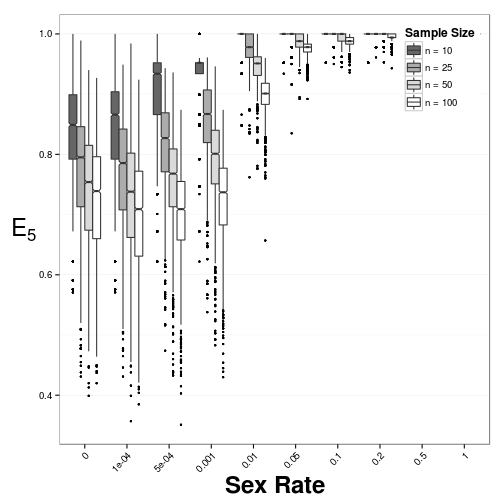 Sample Size
n = 10
n = 25
n = 50
n = 100
1.0
0.8
0.6
0.4
E5
0 1e-04 5e-04 0.001 0.01 0.05 0.1 0.2 0.5 1
Sex Rate